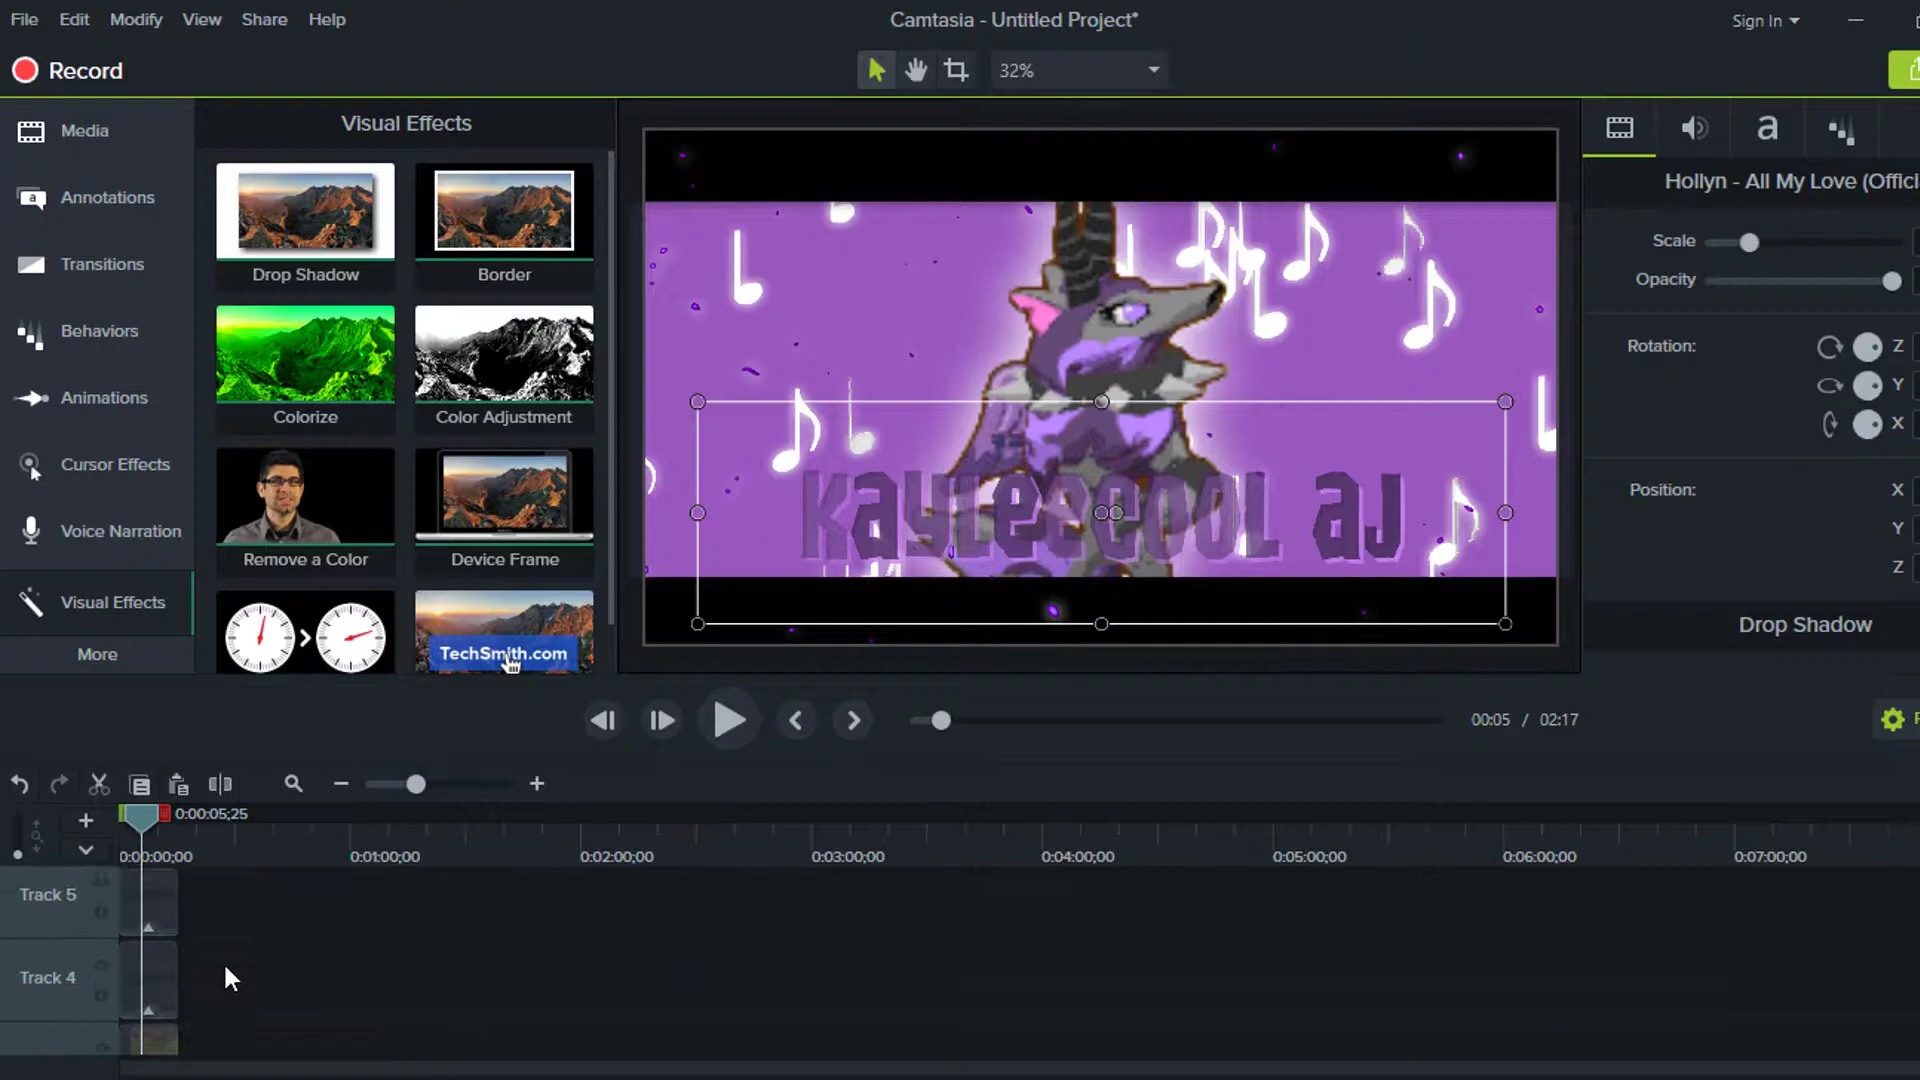 File Edit Modify View Share Help
Camtasia - Untitled Project*
Sign In
Record
32%
Media
Annotations
Transitions
Behaviors
Animations
Cursor Effects
Voice Narration
Visual Effects
More
Visual Effects
Drop Shadow Border
Colorize Color Adjustment
Remove a Color Device Frame
TechSmith.com
KayLeeCOOL AJ
a
Hollyn - All My Love (Offici
Scale
Opacity
Rotation: Z
Y
X
Position: X
Y
Z
Drop Shadow
00:05 / 02:17
0:00:05;25
0:00:00;00 0:01:00;00 0:02:00;00 0:03:00;00 0:04:00;00 0:05:00;00 0:06:00;00 0:07:00;00
Track 5
Track 4